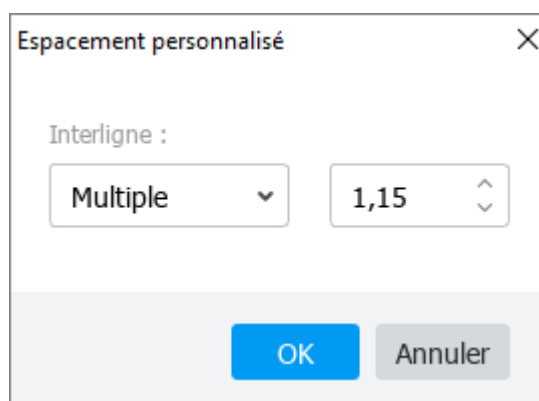 Espacement personnalisé
Interligne :
Multiple 1,15
OK Annuler